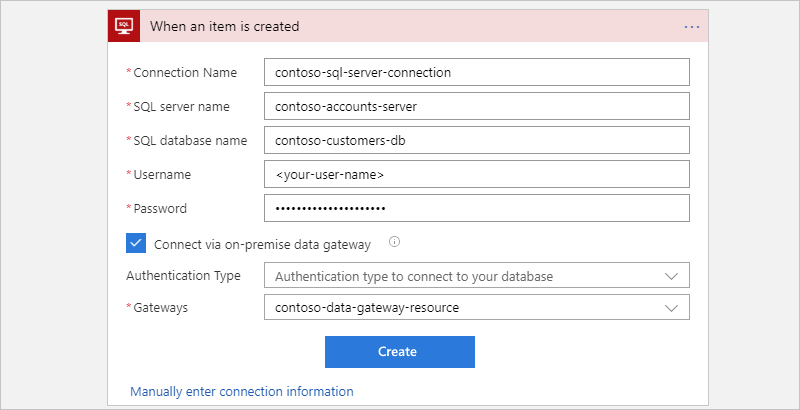 SQL
When an item is created
...
*Connection Name contoso-sql-server-connection
*SQL server name contoso-accounts-server
*SQL database name contoso-customers-db
*Username <your-user-name>
*Password •••••••••••••••••••••
Connect via on-premise data gateway
Authentication Type Authentication type to connect to your database
*Gateways contoso-data-gateway-resource
Create
Manually enter connection information